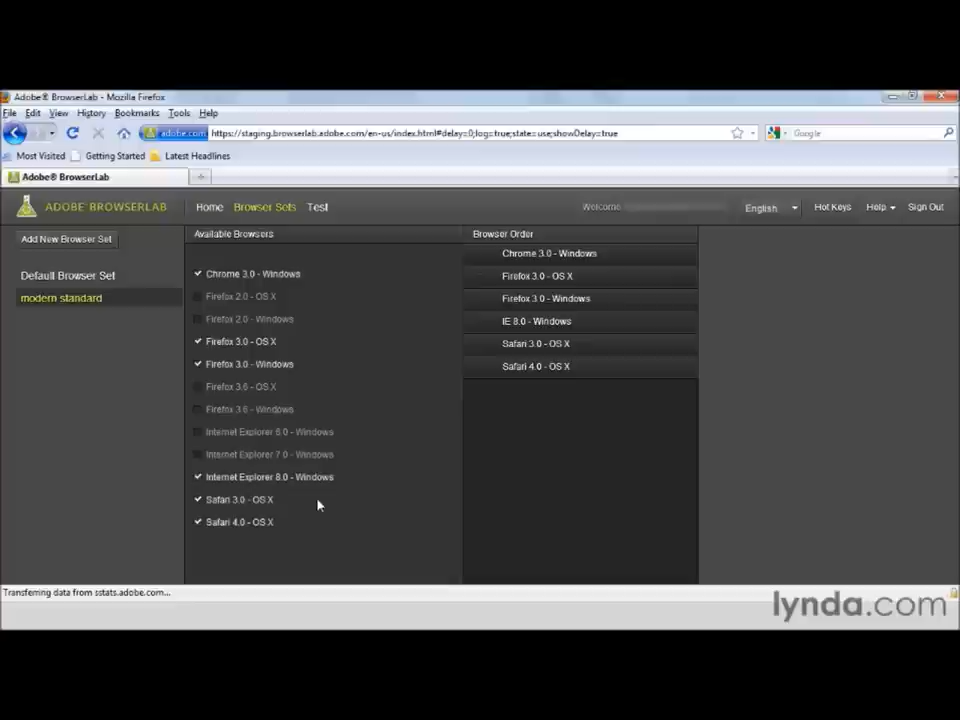 Adobe® BrowserLab - Mozilla Firefox
File Edit View History Bookmarks Tools Help
adobe.com https://staging.browserlab.adobe.com/en-us/index.html#delay=0;log=true;state=use;showDelay=true Google
Most Visited Getting Started Latest Headlines
Adobe® BrowserLab
ADOBE BROWSERLAB Home Browser Sets Test Welcome English Hot Keys Help Sign Out
Add New Browser Set Available Browsers Browser Order
Default Browser Set
modern standard
Chrome 3.0 - Windows
Firefox 2.0 - OS X
Firefox 2.0 - Windows
Firefox 3.0 - OS X
Firefox 3.0 - Windows
Firefox 3.6 - OS X
Firefox 3.6 - Windows
Internet Explorer 6.0 - Windows
Internet Explorer 7.0 - Windows
Internet Explorer 8.0 - Windows
Safari 3.0 - OS X
Safari 4.0 - OS X
Chrome 3.0 - Windows
Firefox 3.0 - OS X
Firefox 3.0 - Windows
IE 8.0 - Windows
Safari 3.0 - OS X
Safari 4.0 - OS X
Transferring data from sstats.adobe.com...
lynda.com